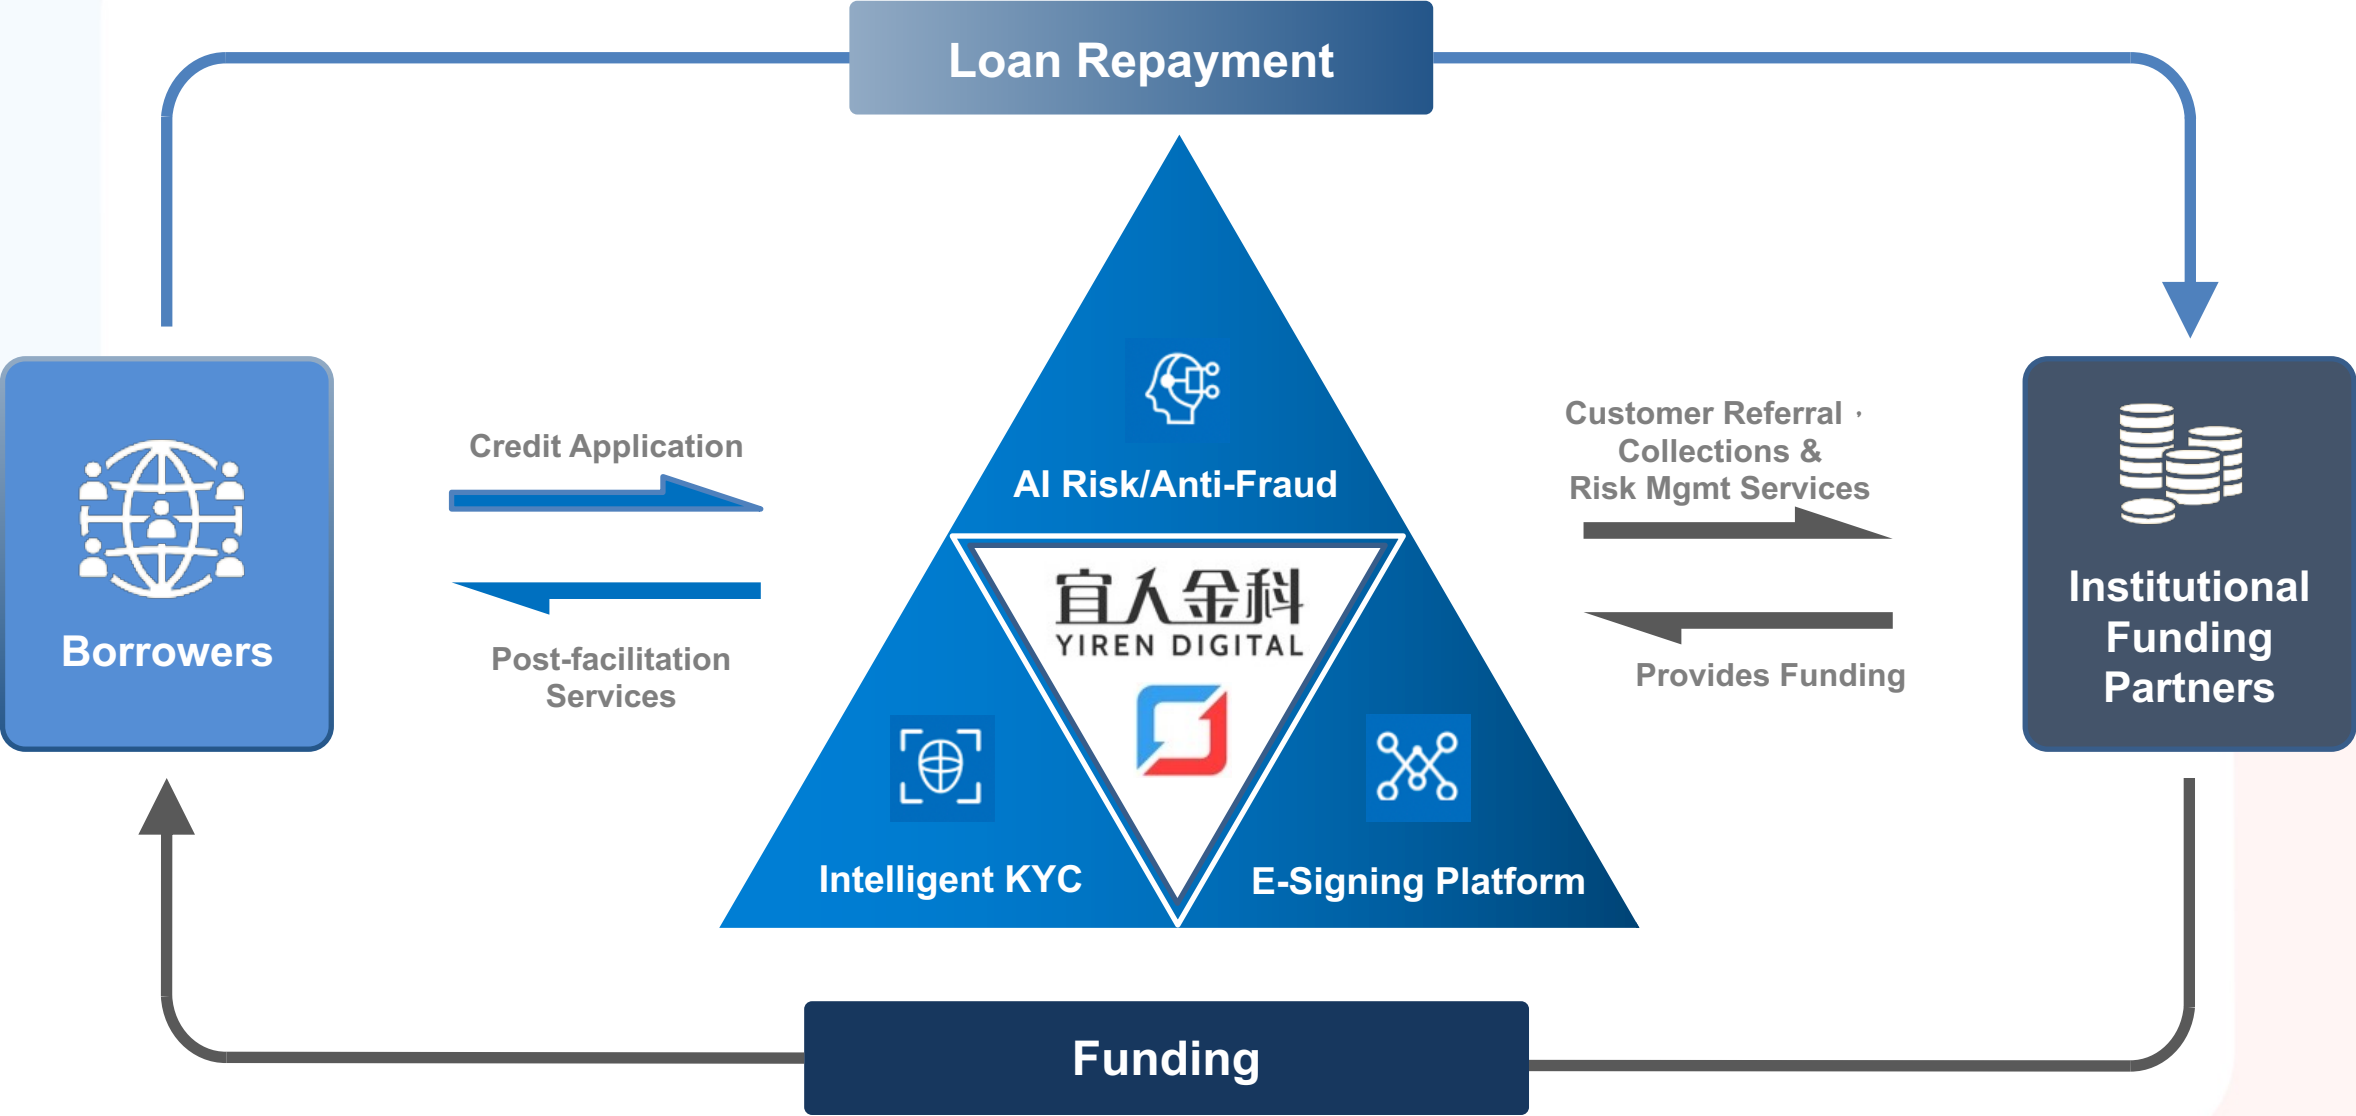 Loan Repayment
Credit Application
Post-facilitation
Services
Borrowers
AI Risk/Anti-Fraud
宜人金科
YIREN DIGITAL
Intelligent KYC
E-Signing Platform
Customer Referral ，
Collections &
Risk Mgmt Services
Provides Funding
Institutional
Funding
Partners
Funding